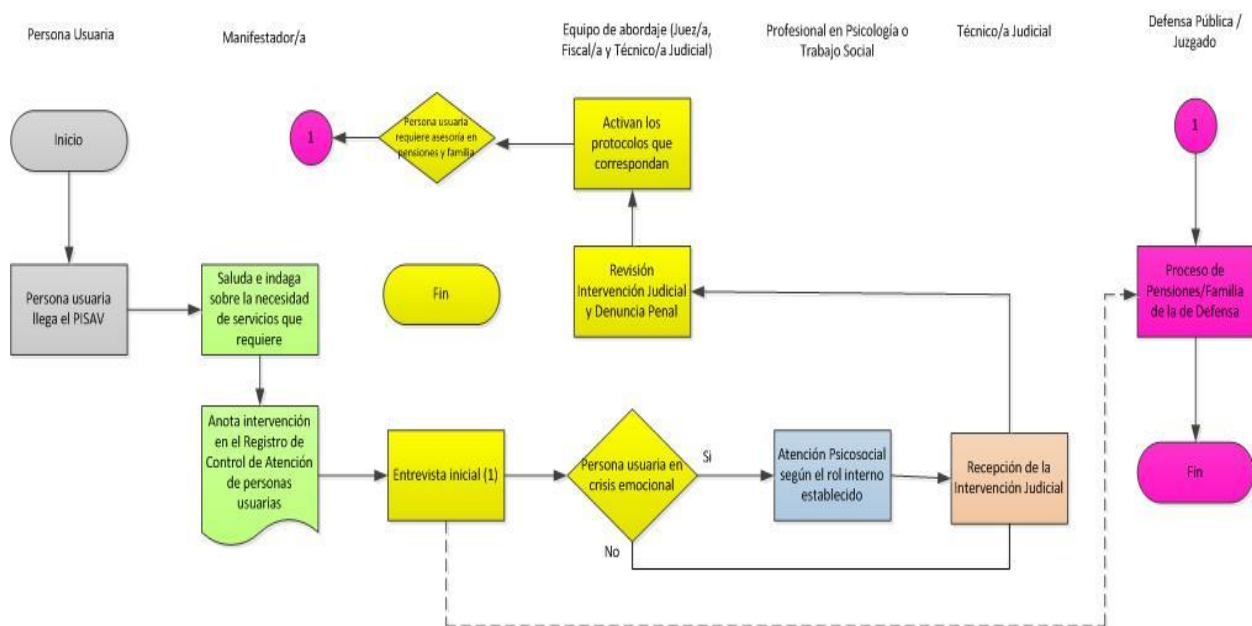 Persona Usuaria
Manifestador/a
Equipo de abordaje (Juez/a,
Fiscal/a y Técnico/a Judicial)
Profesional en Psicología o
Trabajo Social
Técnico/a Judicial
Defensa Pública /
Juzgado
Inicio
1
Persona usuaria
requiere asesoría en
pensiones y familia
Activan los
protocolos que
correspondan
1
Persona usuaria
llega el PISAV
Saluda e indaga
sobre la necesidad
de servicios que
requiere
Fin
Revisión
Intervención Judicial
y Denuncia Penal
Proceso de
Pensiones/Familia
de la de Defensa
Anota intervención
en el Registro de
Control de Atención
de personas
usuarias
Entrevista inicial (1)
Persona usuaria en
crisis emocional
Si
No
Atención Psicosocial
según el rol interno
establecido
Recepción de la
Intervención Judicial
Fin